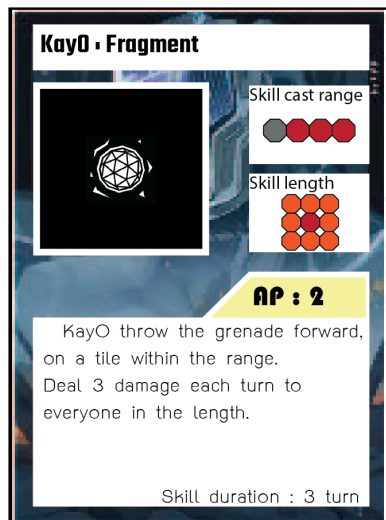 KayO : Fragment
Skill cast range
Skill length
AP : 2
KayO throw the grenade forward,
on a tile within the range.
Deal 3 damage each turn to
everyone in the length.
Skill duration : 3 turn